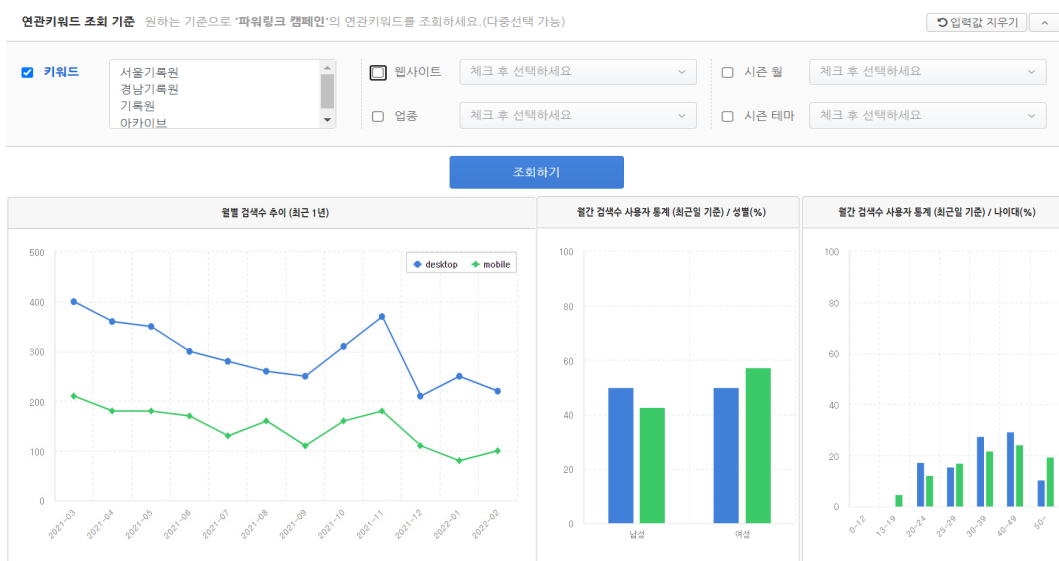 연관키워드 조회 기준 원하는 기준으로 '파워링크 캠페인'의 연관키워드를 조회하세요.(다중선택 가능) 입력값 지우기
키워드
서울기록원
경남기록원
기록원
아카이브
웹사이트 체크 후 선택하세요
시즌 월 체크 후 선택하세요
업종 체크 후 선택하세요
시즌 테마 체크 후 선택하세요
조회하기
월별 검색수 추이 (최근 1년)
desktop mobile
500
400
300
200
100
0
2021-03 2021-04 2021-05 2021-06 2021-07 2021-08 2021-09 2021-10 2021-11 2021-12 2022-01 2022-02
월간 검색수 사용자 통계 (최근일 기준) / 성별(%)
100
80
60
40
20
0
남성 여성
월간 검색수 사용자 통계 (최근일 기준) / 나이대(%)
100
80
60
40
20
0
0-12 13-19 20-24 25-29 30-39 40-49 50-